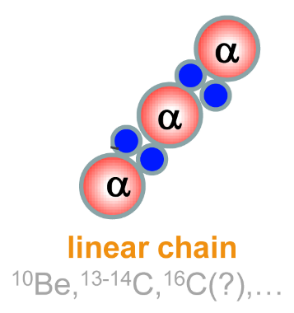 α
α
α
linear chain
¹⁰Be,¹³⁻¹⁴C,¹⁶C(?),…